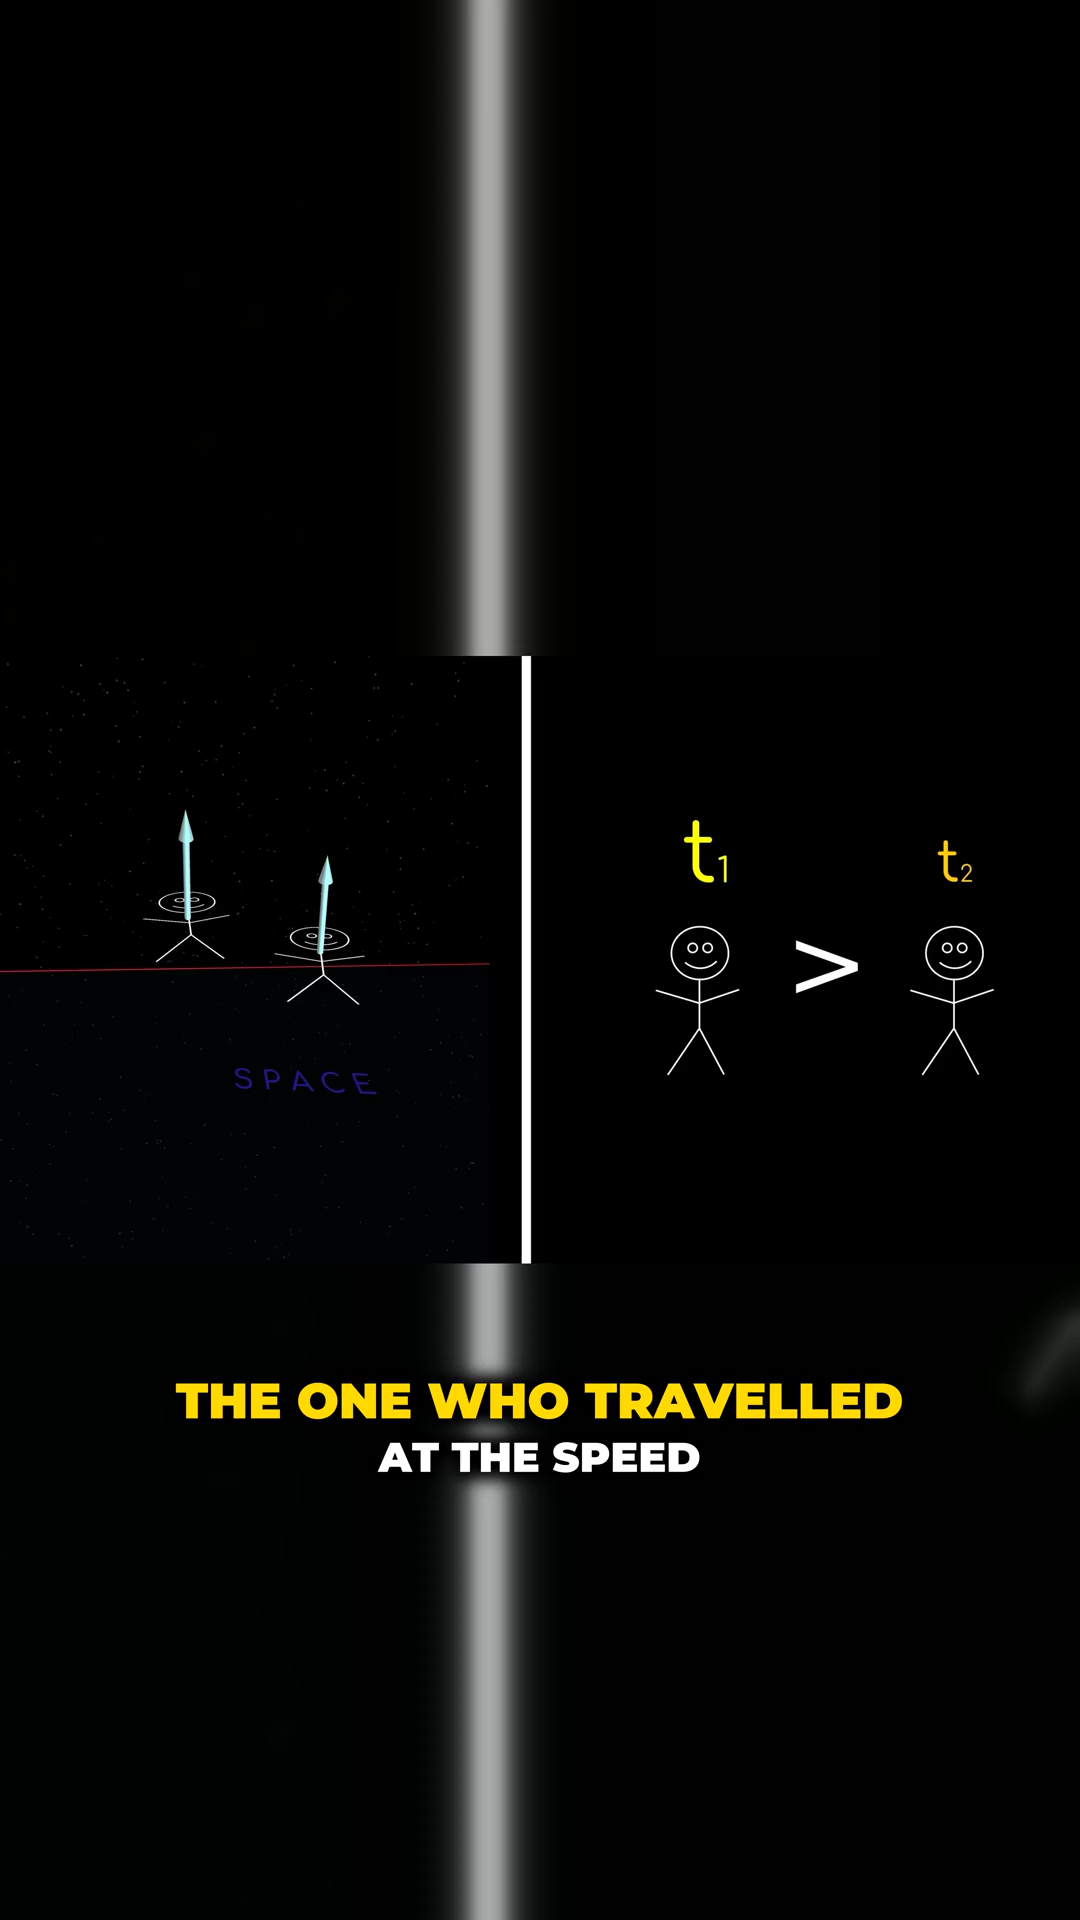 t1
t2
>
SPACE
THE ONE WHO TRAVELLED
AT THE SPEED